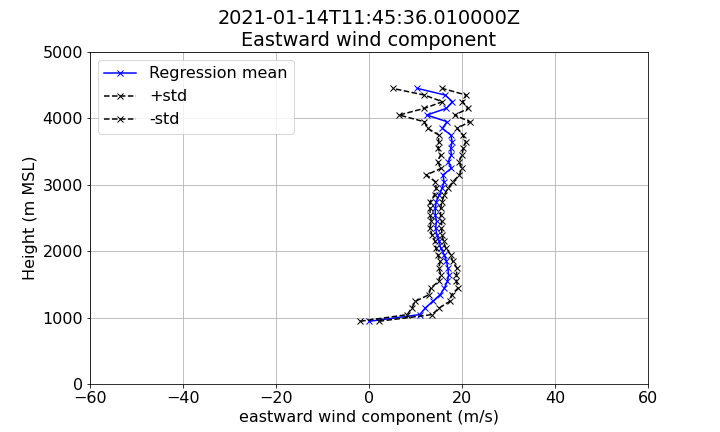 2021-01-14T11:45:36.010000Z
Eastward wind component
Regression mean
+std
-std
Height (m MSL)
5000
4000
3000
2000
1000
0
−60 −40 −20 0 20 40 60
eastward wind component (m/s)